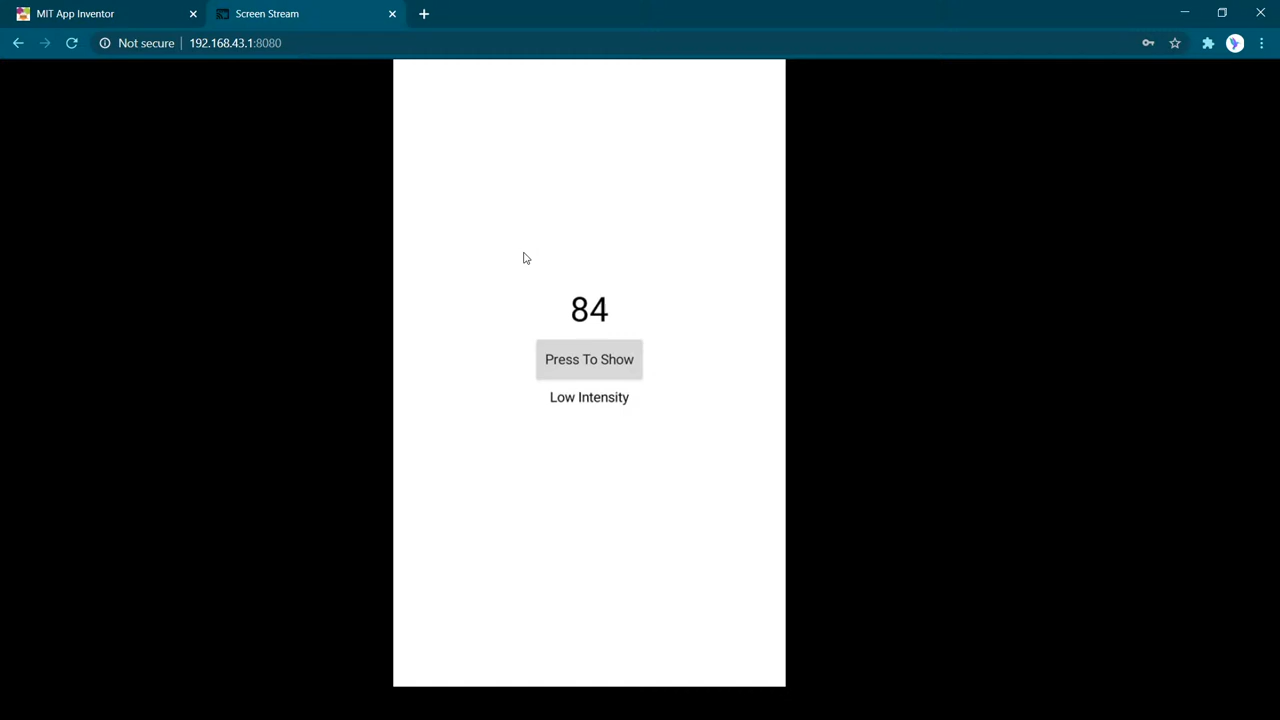 MIT App Inventor
Screen Stream
Not secure
192.168.43.1:8080
84
Press To Show
Low Intensity